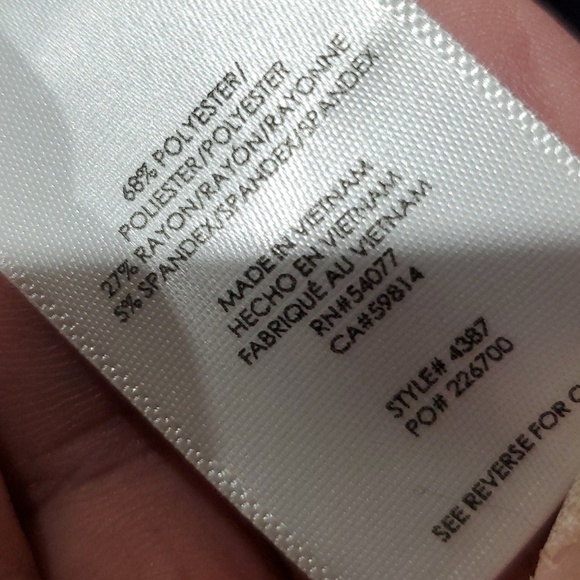 68% POLYESTER/
POLIESTER/POLYESTER
27% RAYON/RAYÓN/RAYONNE
5% SPANDEX/SPANDEX/SPANDEX
MADE IN VIETNAM
HECHO EN VIETNAM
FABRIQUÉ AU VIETNAM
RN#54077
CA#59814
STYLE# 4387
PO# 226700
SEE REVERSE FOR